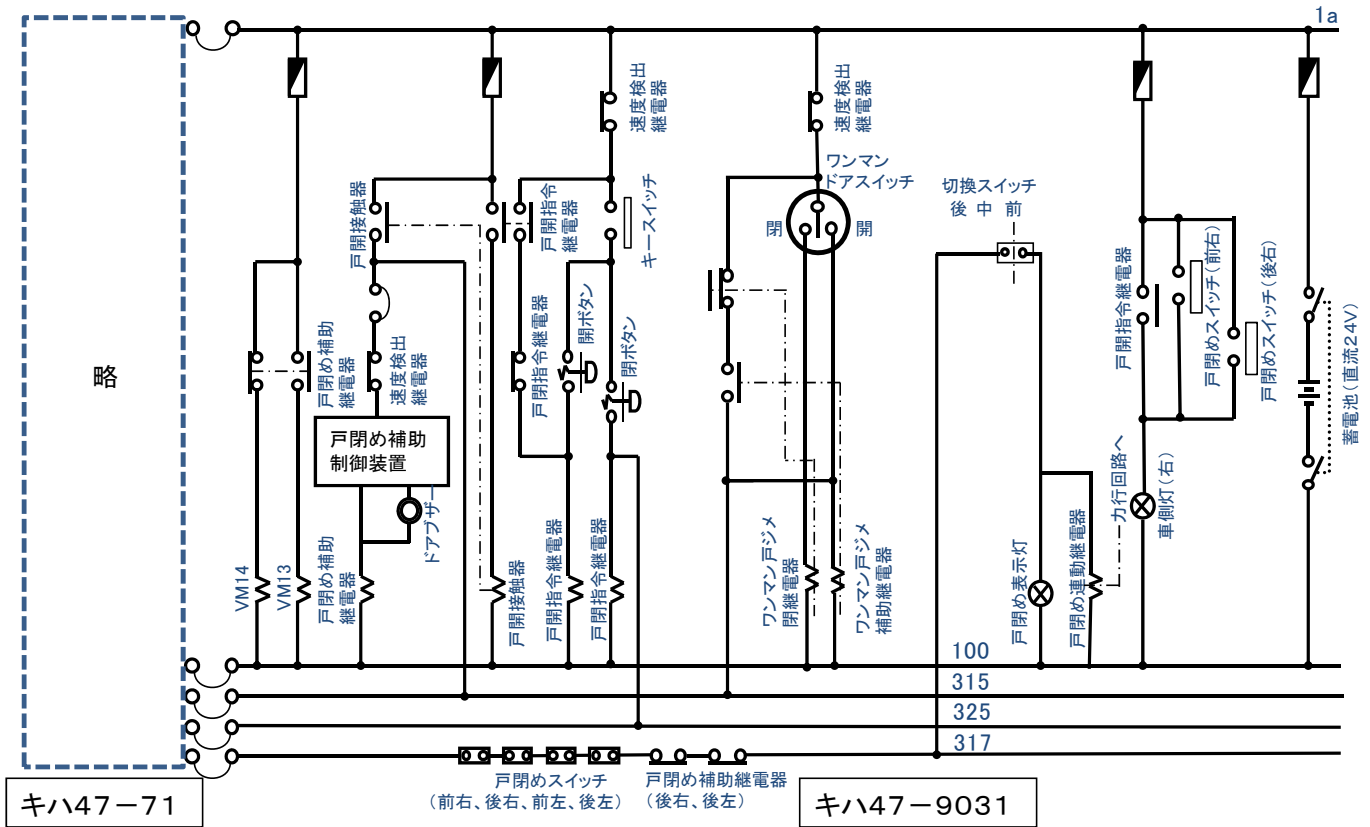 1a
略
速度検出
継電器
速度検出
継電器
ワンマン
ドアスイッチ
閉
開
切換スイッチ
後 中 前
戸開接触器
戸開指令
継電器
キースイッチ
戸開指令継電器
戸閉めスイッチ(前右)
戸閉めスイッチ(後右)
蓄電池(直流24V)
戸閉め補助
継電器
速度検出
継電器
戸閉指令継電器
開ボタン
閉ボタン
戸閉め補助
制御装置
ドアブザー
力行回路へ
車側灯(右)
VM14
VM13
戸閉め補助
継電器
戸開接触器
戸開指令継電器
戸閉指令継電器
ワンマン戸ジメ
閉継電器
ワンマン戸ジメ
補助継電器
戸閉め表示灯
戸閉め連動継電器
100
315
325
317
戸閉めスイッチ
(前右、後右、前左、後左)
戸閉め補助継電器
(後右、後左)
キハ47-71
キハ47-9031